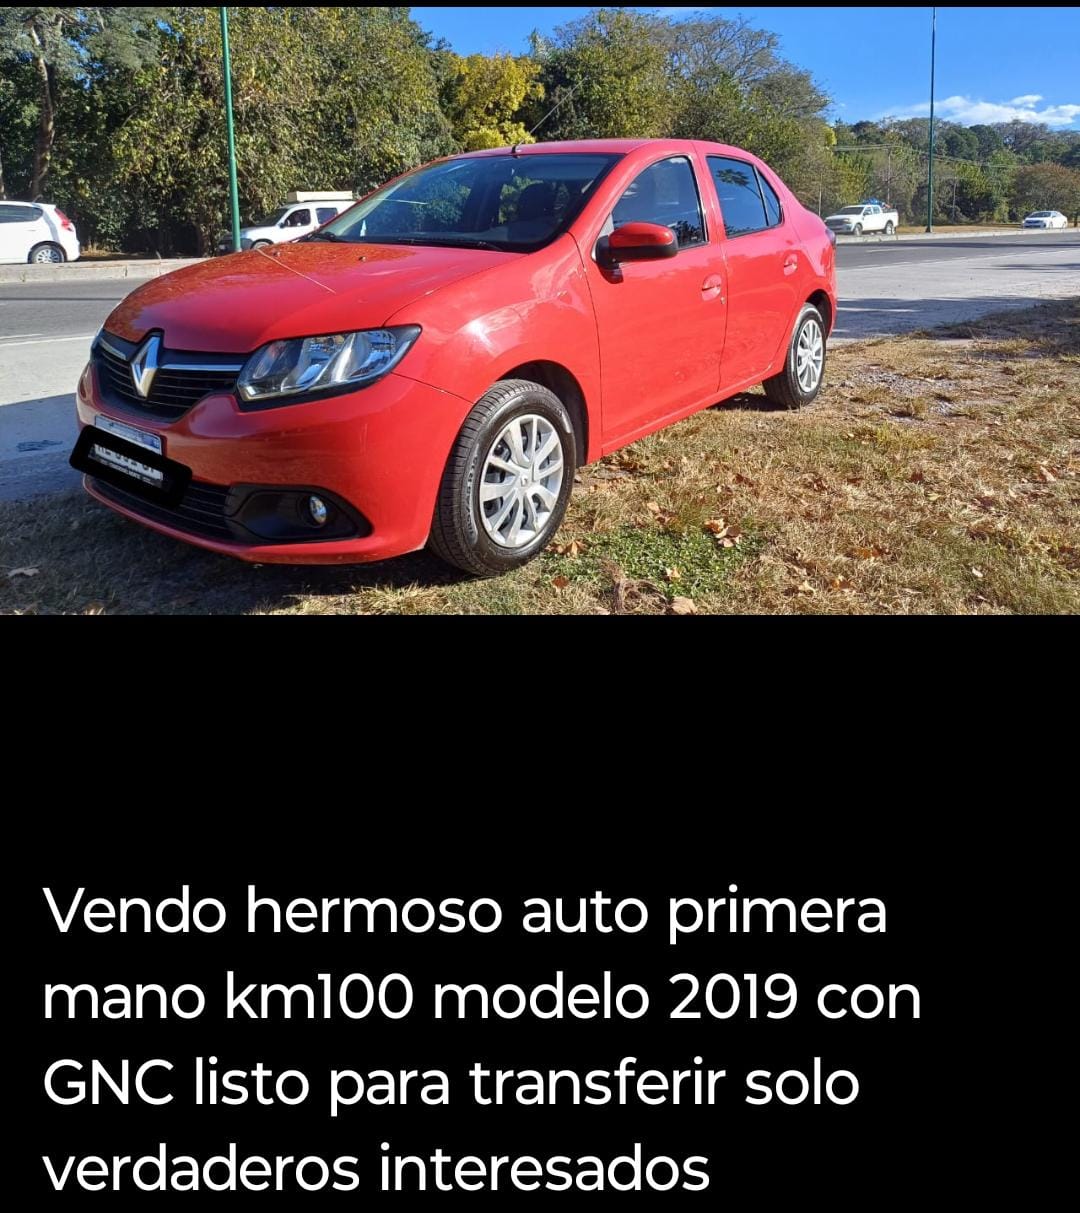 Vendo hermoso auto primera
mano km100 modelo 2019 con
GNC listo para transferir solo
verdaderos interesados